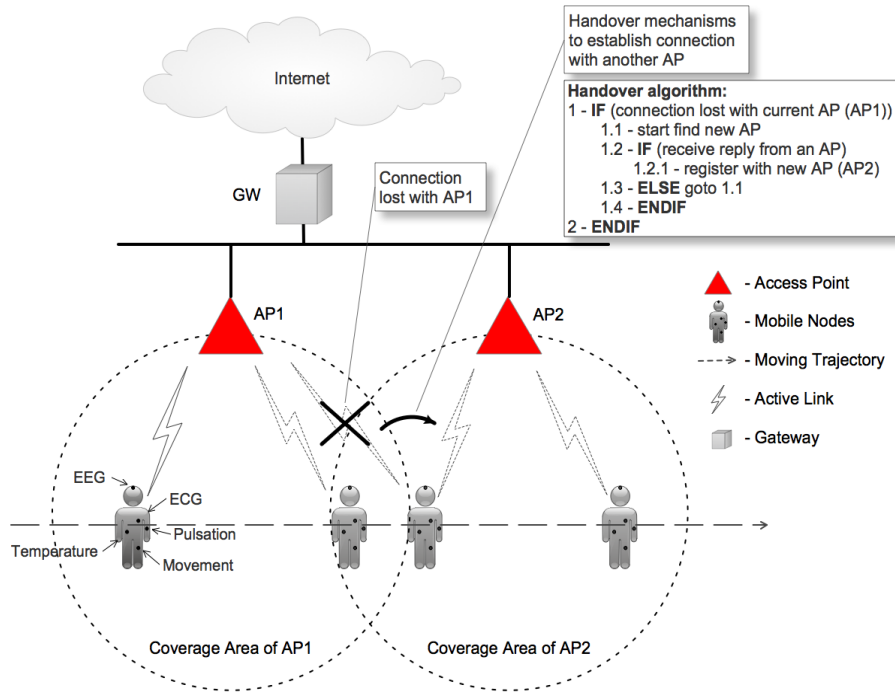 Internet
GW
Handover mechanisms
to establish connection
with another AP
Handover algorithm:
1 - IF (connection lost with current AP (AP1))
1.1 - start find new AP
1.2 - IF (receive reply from an AP)
1.2.1 - register with new AP (AP2)
1.3 - ELSE goto 1.1
1.4 - ENDIF
2 - ENDIF
Connection
lost with AP1
AP1
AP2
- Access Point
- Mobile Nodes
- Moving Trajectory
- Active Link
- Gateway
EEG
ECG
Pulsation
Temperature
Movement
Coverage Area of AP1
Coverage Area of AP2